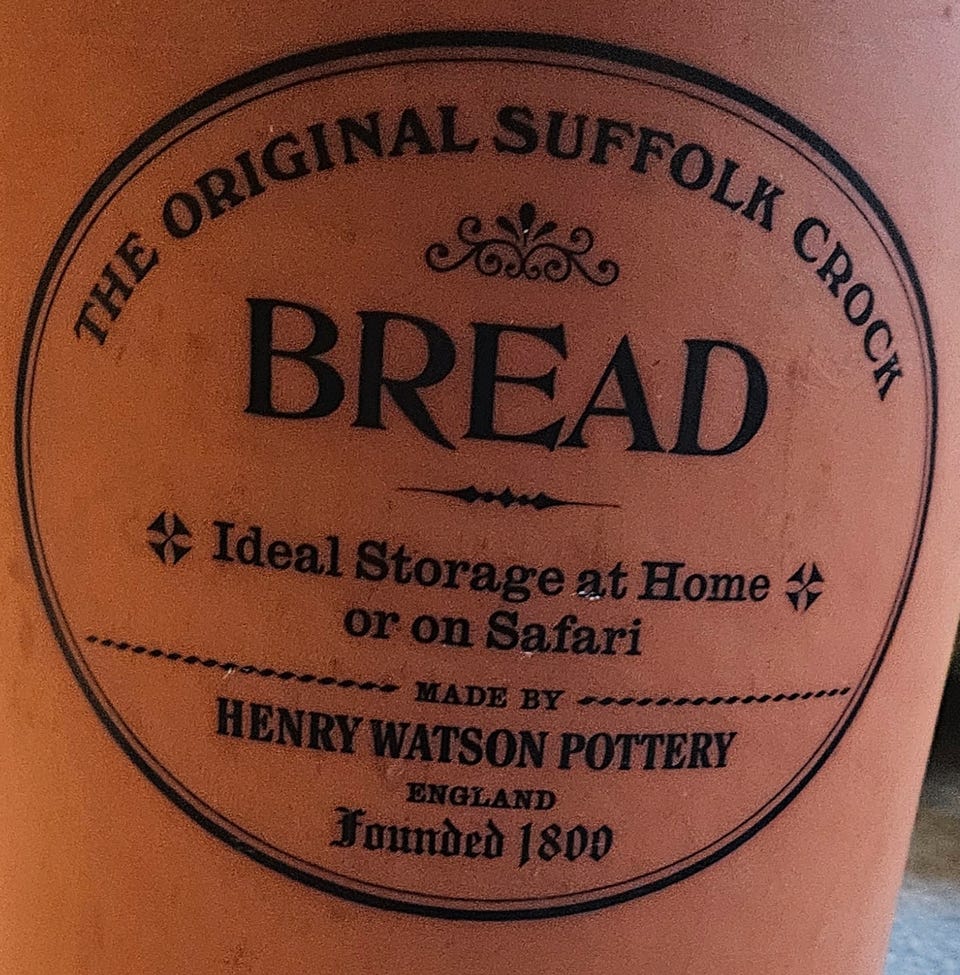 THE ORIGINAL SUFFOLK CROCK
BREAD
Ideal Storage at Home
or on Safari
MADE BY
HENRY WATSON POTTERY
ENGLAND
Founded 1800